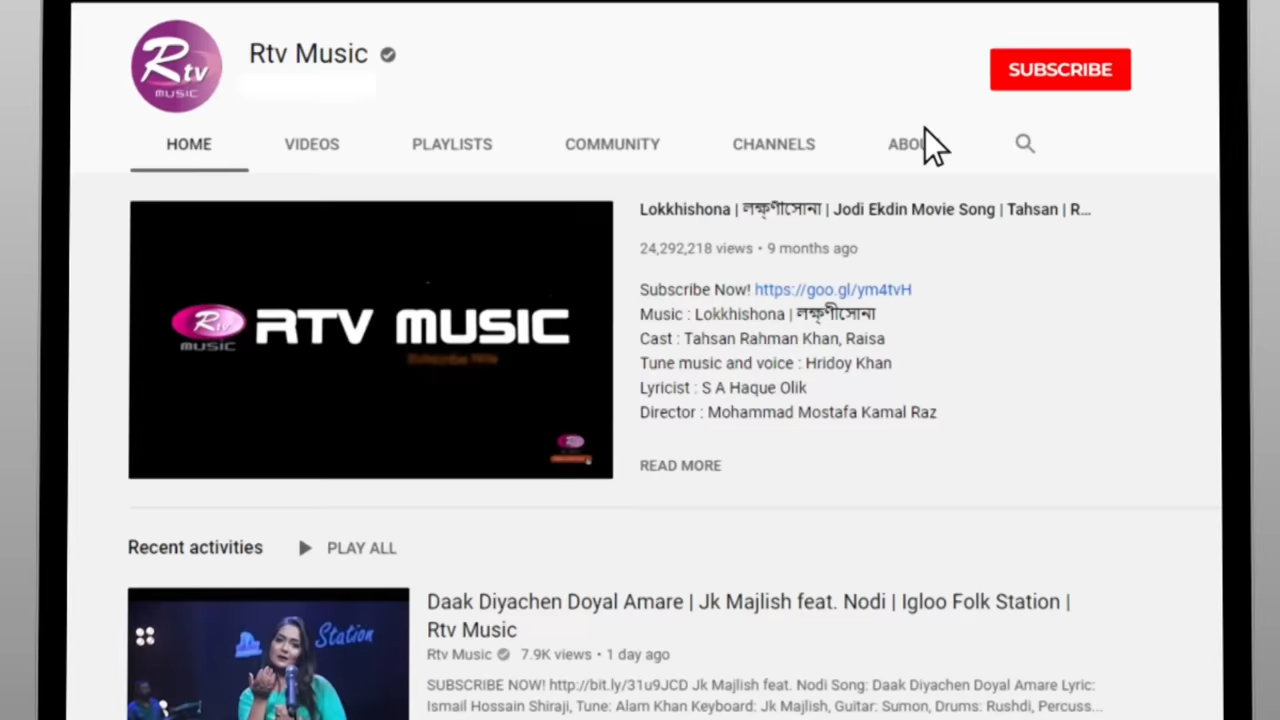 Rtv
MUSIC
Rtv Music
SUBSCRIBE
HOME
VIDEOS
PLAYLISTS
COMMUNITY
CHANNELS
Lokkhishona | লক্ষ্ণীসোনা | Jodi Ekdin Movie Song | Tahsan | R...
24,292,218 views • 9 months ago
Subscribe Now! https://goo.gl/ym4tvH
Music : Lokkhishona | লক্ষ্ণীসোনা
Cast : Tahsan Rahman Khan, Raisa
Tune music and voice : Hridoy Khan
Lyricist : S A Haque Olik
Director : Mohammad Mostafa Kamal Raz
READ MORE
Rtv
MUSIC
RTV MUSIC
Recent activities
PLAY ALL
Daak Diyachen Doyal Amare | Jk Majlish feat. Nodi | Igloo Folk Station |
Rtv Music
Rtv Music 7.9K views • 1 day ago
SUBSCRIBE NOW! http://bit.ly/31u9JCD Jk Majlish feat. Nodi Song: Daak Diyachen Doyal Amare Lyric:
Ismail Hossain Shiraji, Tune: Alam Khan Keyboard: Jk Majlish, Guitar: Sumon, Drums: Rushdi, Percuss...
Station